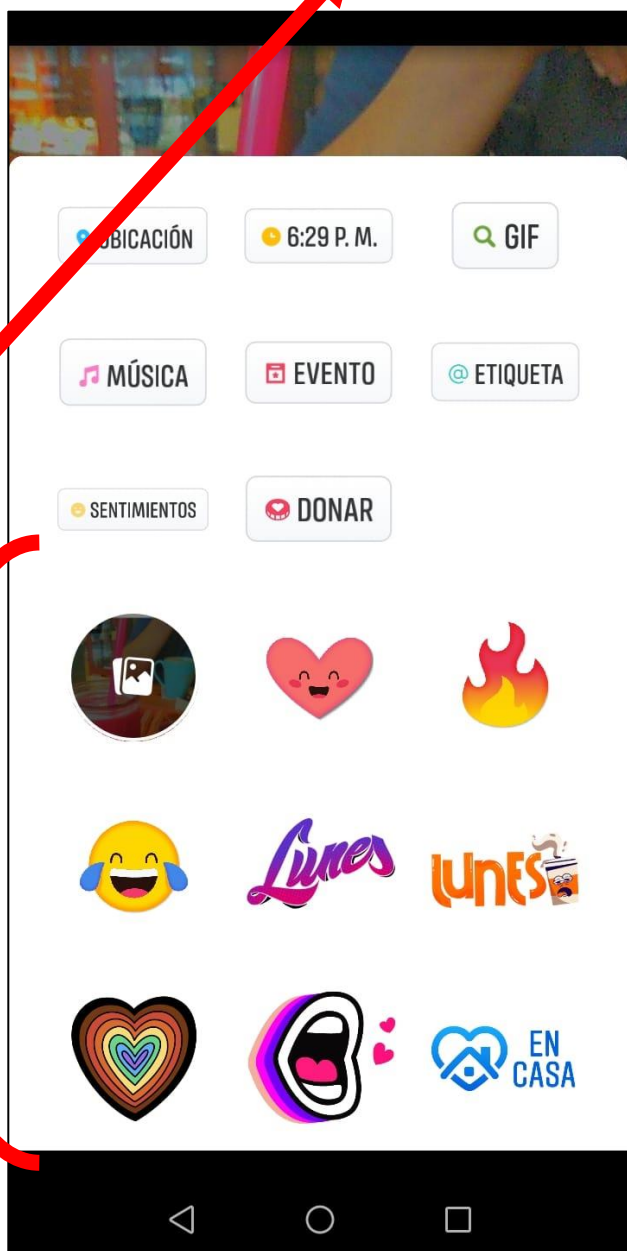 UBICACIÓN
6:29 P. M.
GIF
MÚSICA
EVENTO
@ ETIQUETA
SENTIMIENTOS
DONAR
Lunes
LUNES
EN
CASA